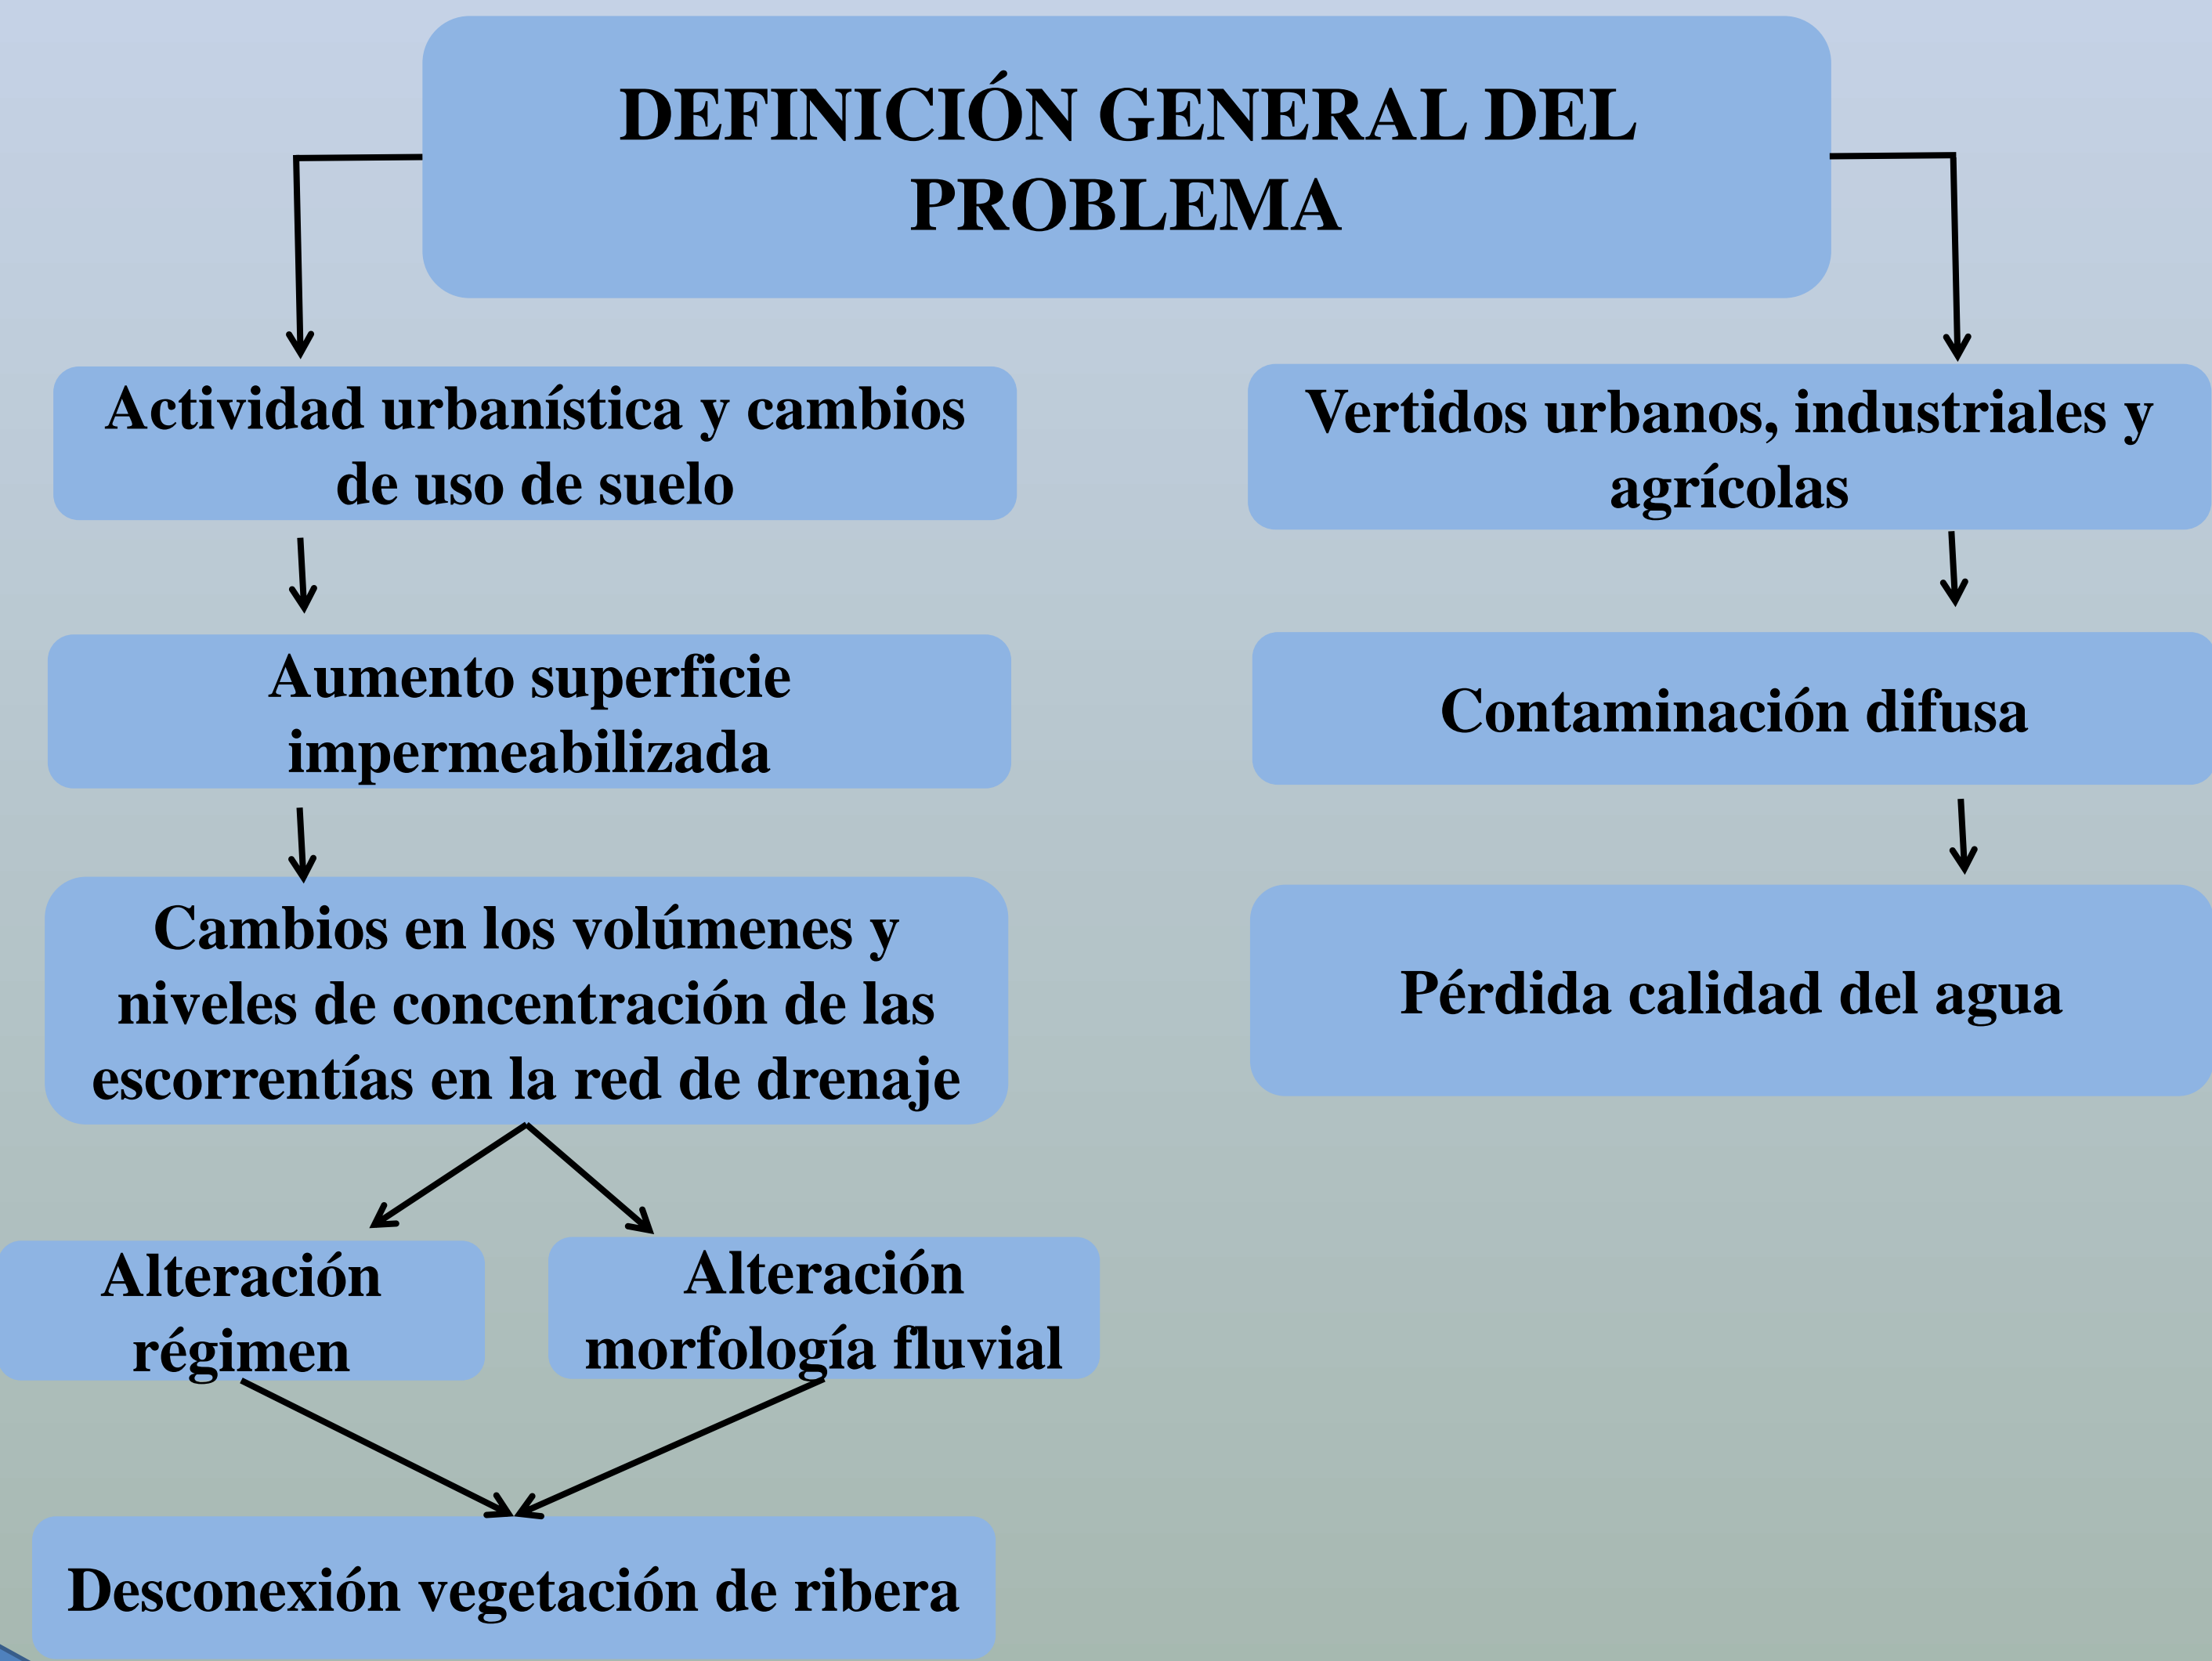 DEFINICIÓN GENERAL DEL
PROBLEMA
Actividad urbanística y cambios
de uso de suelo
Vertidos urbanos, industriales y
agrícolas
Aumento superficie
impermeabilizada
Contaminación difusa
Cambios en los volúmenes y
niveles de concentración de las
escorrentías en la red de drenaje
Pérdida calidad del agua
Alteración
régimen
Alteración
morfología fluvial
Desconexión vegetación de ribera